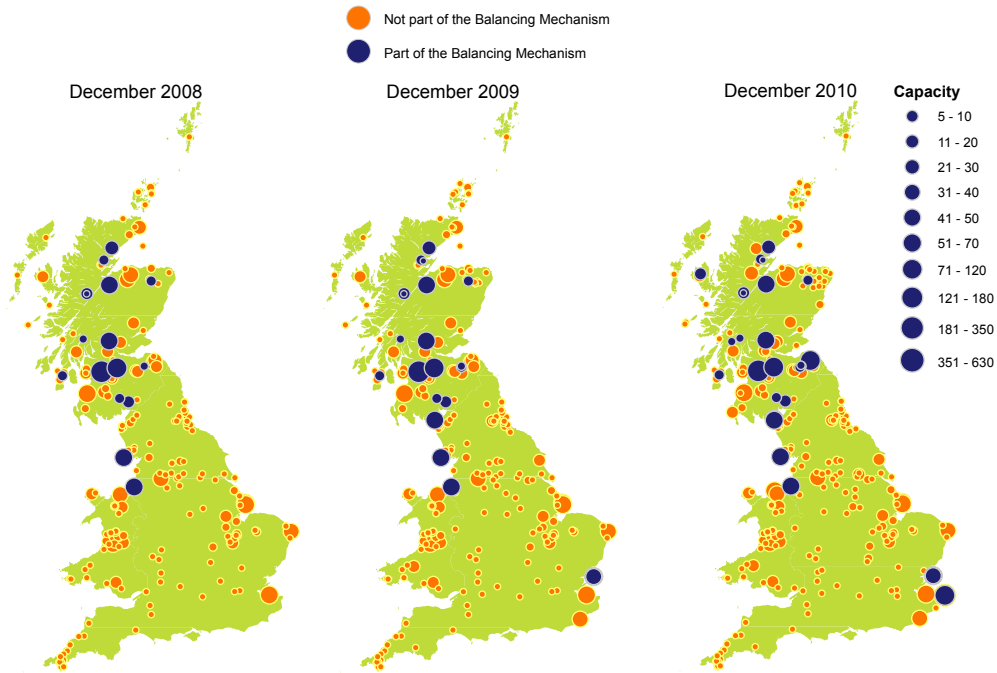 Not part of the Balancing Mechanism
Part of the Balancing Mechanism
December 2008
December 2009
December 2010
Capacity
5 - 10
11 - 20
21 - 30
31 - 40
41 - 50
51 - 70
71 - 120
121 - 180
181 - 350
351 - 630